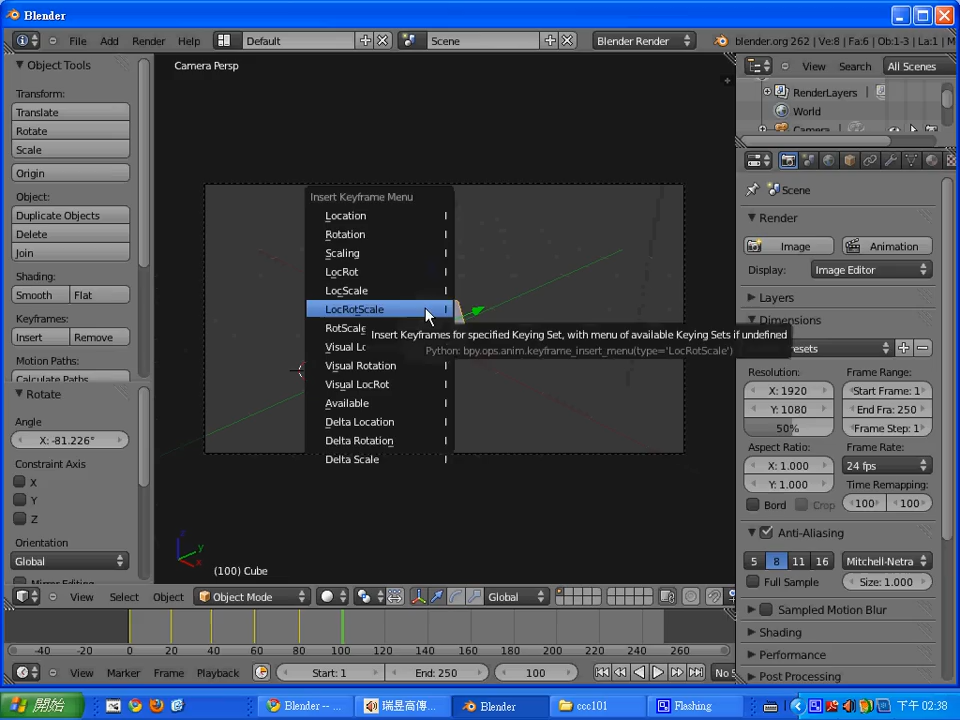 Blender
File Add Render Help Default Scene Blender Render blender.org 262 | Ve:8 | Fa:6 | Ob:1-3 | La:1 | M
Object Tools
Transform:
Translate
Rotate
Scale
Origin
Object:
Duplicate Objects
Delete
Join
Shading:
Smooth Flat
Keyframes:
Insert Remove
Motion Paths:
Calculate Paths
Rotate
Angle
X: -81.226°
Constraint Axis
X
Y
Z
Orientation
Global
Mirror Editing
Camera Persp
Insert Keyframe Menu
Location I
Rotation I
Scaling I
LocRot I
LocScale I
LocRotScale I
RotScale
Visual Lo I
Visual Rotation I
Visual LocRot I
Available I
Delta Location I
Delta Rotation I
Delta Scale I
Insert Keyframes for specified Keying Set, with menu of available Keying Sets if undefined
Python: bpy.ops.anim.keyframe_insert_menu(type='LocRotScale')
z
y
x
(100) Cube
View Select Object Object Mode Global
-40 -20 0 20 40 60 80 100 120 140 160 180 200 220 240 260
View Marker Frame Playback Start: 1 End: 250 100 No S
View Search All Scenes
RenderLayers
World
Camera
Scene
Render
Image Animation
Display: Image Editor
Layers
Dimensions
resets
Resolution: Frame Range:
X: 1920 Start Frame: 1
Y: 1080 End Fra: 250
50% Frame Step: 1
Aspect Ratio: Frame Rate:
X: 1.000 24 fps
Y: 1.000 Time Remapping:
Bord Crop 100 100
Anti-Aliasing
5 8 11 16 Mitchell-Netra
Full Sample Size: 1.000
Sampled Motion Blur
Shading
Performance
Post Processing
開始 Blender -- ... 瑞昱高傳... Blender ccc101 Flashing 下午 02:38